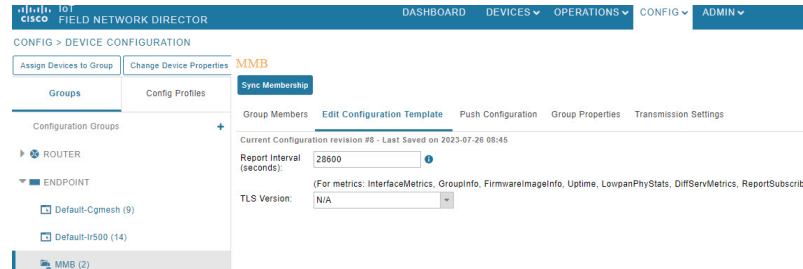 cisco IoT
FIELD NETWORK DIRECTOR
DASHBOARD DEVICES OPERATIONS CONFIG ADMIN
CONFIG > DEVICE CONFIGURATION
Assign Devices to Group Change Device Properties
MMB
Sync Membership
Groups Config Profiles
Group Members Edit Configuration Template Push Configuration Group Properties Transmission Settings
Configuration Groups +
Current Configuration revision #8 - Last Saved on 2023-07-26 08:45
ROUTER
Report Interval (seconds): 28600
ENDPOINT
(For metrics: InterfaceMetrics, GroupInfo, FirmwareImageInfo, Uptime, LowpanPhyStats, DiffServMetrics, ReportSubscrib
TLS Version: N/A
Default-Cgmesh (9)
Default-Ir500 (14)
MMB (2)